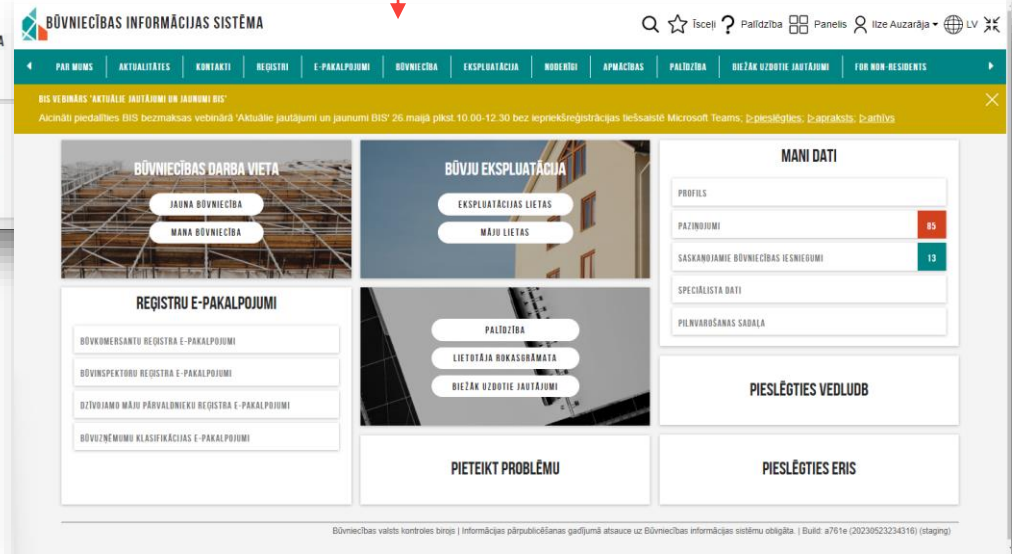 A
BŪVNIECĪBAS INFORMĀCIJAS SISTĒMA
Īsceļi Palīdzība Panelis Ilze Auzarāja LV
PAR MUMS AKTUALITĀTES KONTAKTI REĢISTRI E-PAKALPOJUMI BŪVNIECĪBA EKSPLUATĀCIJA NODERĪGI APMĀCĪBAS PALĪDZĪBA BIEŽĀK UZDOTIE JAUTĀJUMI FOR NON-RESIDENTS
BIS VEBINĀRS 'AKTUĀLIE JAUTĀJUMI UN JAUNUMI BIS'
Aicināti piedalīties BIS bezmaksas vebinārā 'Aktuālie jautājumi un jaunumi BIS' 26.maijā plkst.10.00-12.30 bez iepriekšreģistrācijas tiešsaistē Microsoft Teams; ▷pieslēgties; ▷apraksts; ▷arhīvs
BŪVNIECĪBAS DARBA VIETA
JAUNA BŪVNIECĪBA
MANA BŪVNIECĪBA
BŪVJU EKSPLUATĀCIJA
EKSPLUATĀCIJAS LIETAS
MĀJU LIETAS
MANI DATI
PROFILS
PAZIŅOJUMI 85
SASKAŅOJAMIE BŪVNIECĪBAS IESNIEGUMI 13
SPECIĀLISTA DATI
PILNVAROŠANAS SADAĻA
REĢISTRU E-PAKALPOJUMI
BŪVKOMERSANTU REĢISTRA E-PAKALPOJUMI
BŪVINSPEKTORU REĢISTRA E-PAKALPOJUMI
DZĪVOJAMO MĀJU PĀRVALDNIEKU REĢISTRA E-PAKALPOJUMI
BŪVUZŅĒMUMU KLASIFIKĀCIJAS E-PAKALPOJUMI
PALĪDZĪBA
LIETOTĀJA ROKASGRĀMATA
BIEŽĀK UZDOTIE JAUTĀJUMI
PIESLĒGTIES VEDLUDB
PIETEIKT PROBLĒMU
PIESLĒGTIES ERIS
Būvniecības valsts kontroles birojs | Informācijas pārpublicēšanas gadījumā atsauce uz Būvniecības informācijas sistēmu obligāta. | Build: a761e (20230523234316) (staging)